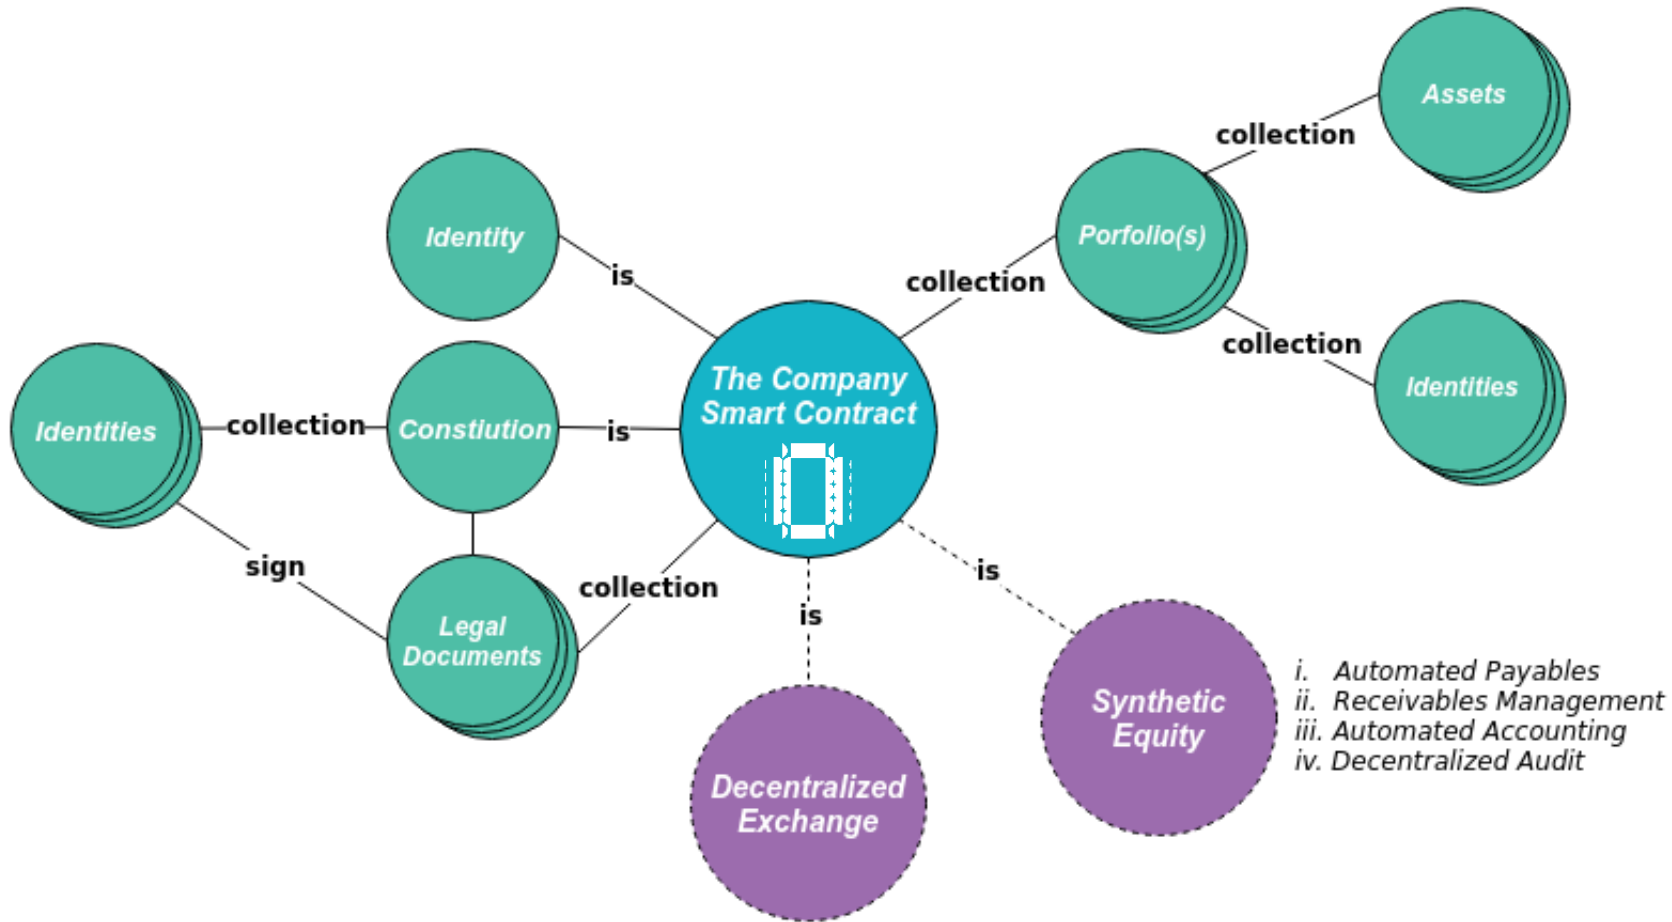 Assets
collection
Identity
Porfolio(s)
is
collection
collection
Identities
The Company
Smart Contract
Identities
collection
Constiution
is
sign
Legal
Documents
collection
is
is
Synthetic
Equity
i. Automated Payables
ii. Receivables Management
iii. Automated Accounting
iv. Decentralized Audit
Decentralized
Exchange